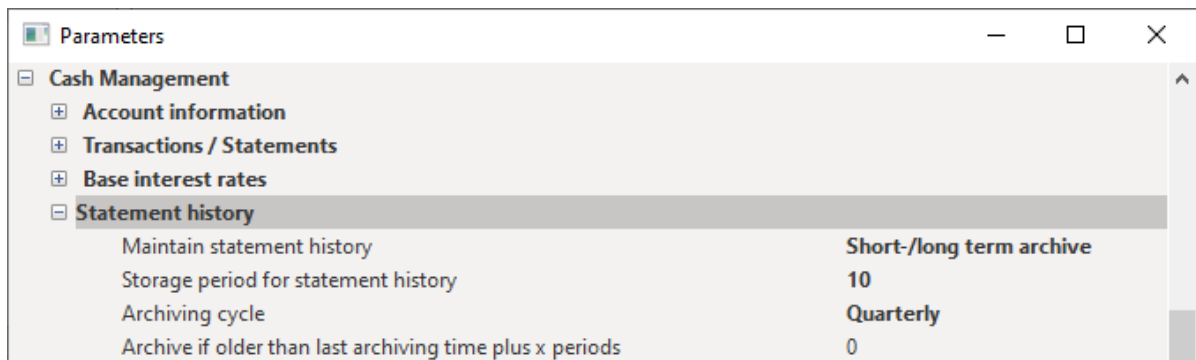 Parameters
Cash Management
Account information
Transactions / Statements
Base interest rates
Statement history
Maintain statement history Short-/long term archive
Storage period for statement history 10
Archiving cycle Quarterly
Archive if older than last archiving time plus x periods 0